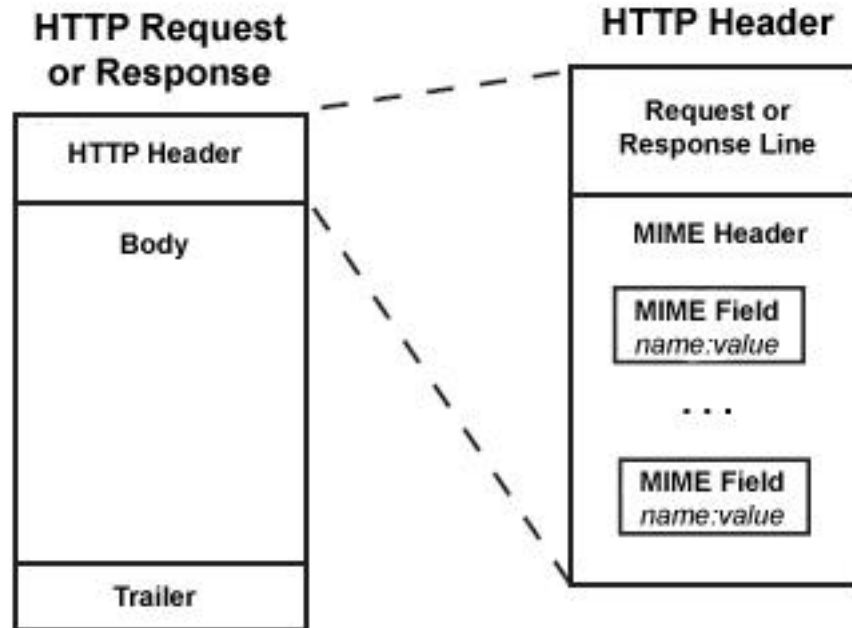 HTTP Request
or Response
HTTP Header
Body
Trailer
HTTP Header
Request or
Response Line
MIME Header
MIME Field
name:value
. . .
MIME Field
name:value